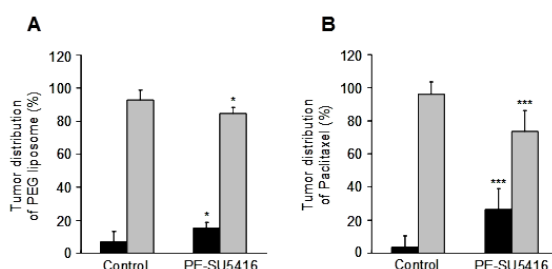 A
Tumor distribution
of PEG liposome (%)
120
100
80
60
40
20
0
*
*
Control
PE-SU5416
B
Tumor distribution
of Paclitaxel (%)
120
100
80
60
40
20
0
***
***
Control
PE-SU5416